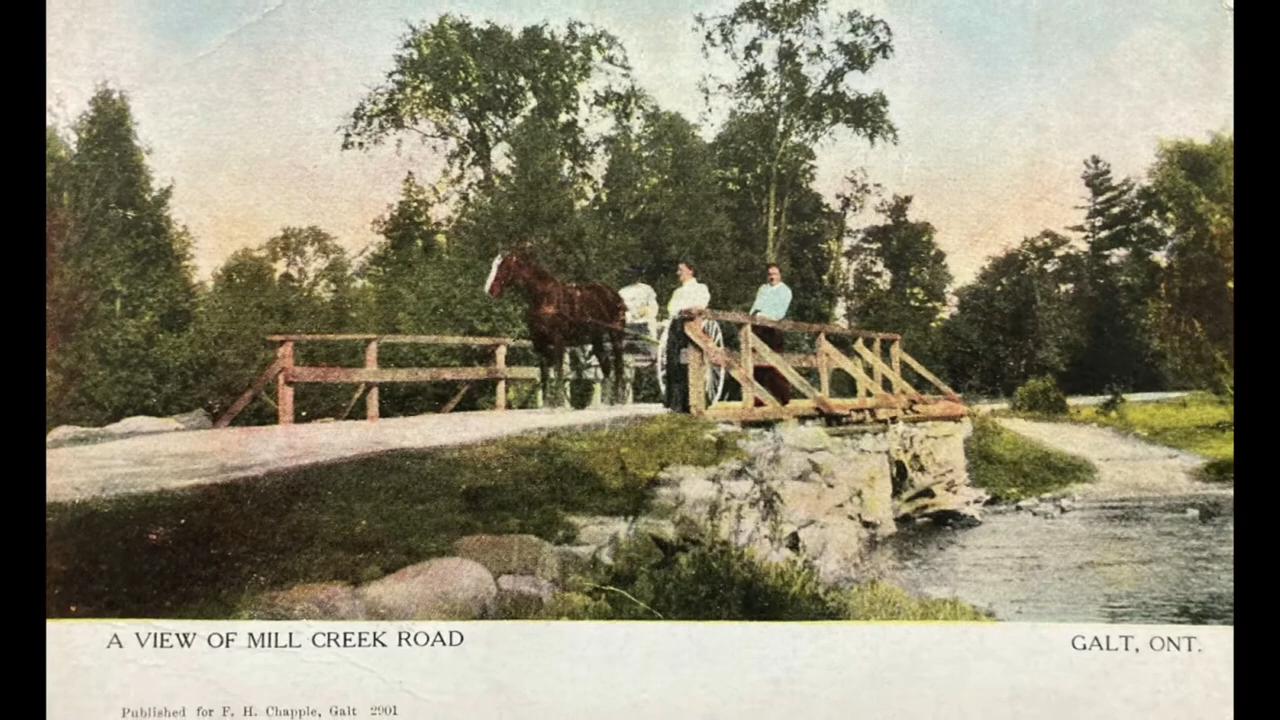 A VIEW OF MILL CREEK ROAD
GALT, ONT.
Published for F. H. Chapple, Galt 2901